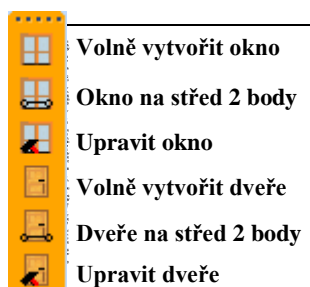 Volně vytvořit okno
Okno na střed 2 body
Upravit okno
Volně vytvořit dveře
Dveře na střed 2 body
Upravit dveře